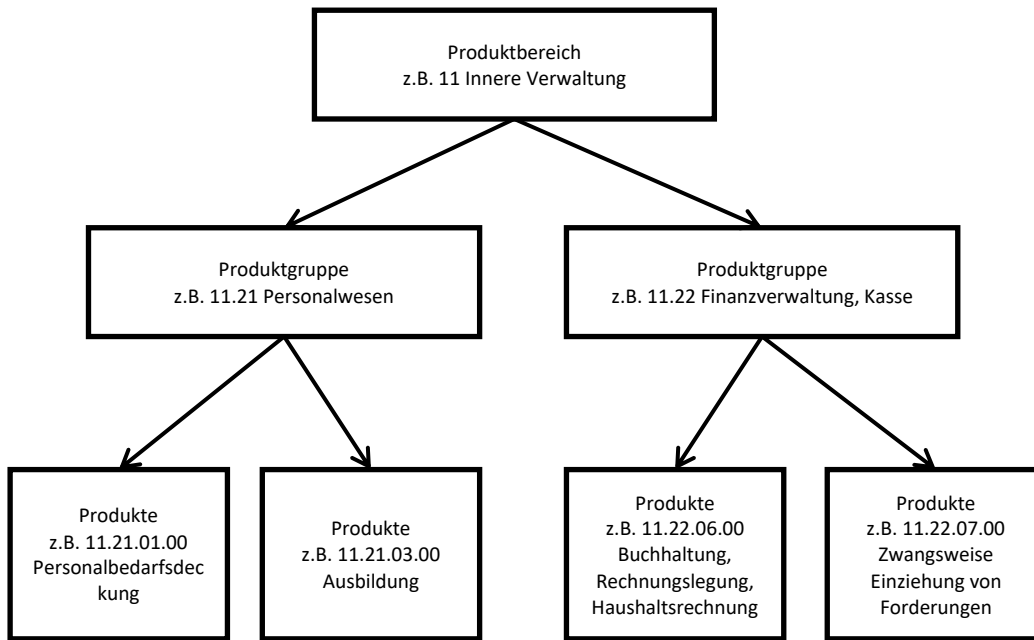 Produktbereich
z.B. 11 Innere Verwaltung
Produktgruppe
z.B. 11.21 Personalwesen
Produktgruppe
z.B. 11.22 Finanzverwaltung, Kasse
Produkte
z.B. 11.21.01.00
Personalbedarfsdec
kung
Produkte
z.B. 11.21.03.00
Ausbildung
Produkte
z.B. 11.22.06.00
Buchhaltung,
Rechnungslegung,
Haushaltsrechnung
Produkte
z.B. 11.22.07.00
Zwangsweise
Einziehung von
Forderungen